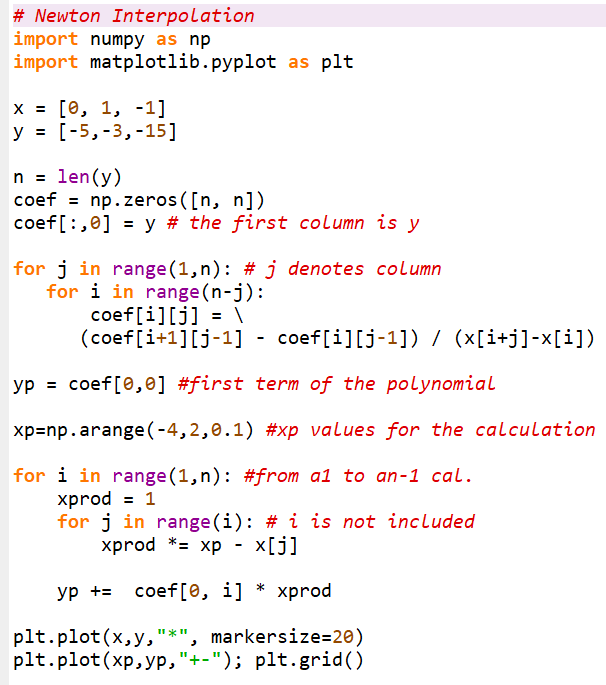 # Newton Interpolation
import numpy as np
import matplotlib.pyplot as plt
x = [0, 1, -1]
y = [-5,-3,-15]
n = len(y)
coef = np.zeros([n, n])
coef[:,0] = y # the first column is y
for j in range(1,n): # j denotes column
for i in range(n-j):
coef[i][j] = \
(coef[i+1][j-1] - coef[i][j-1]) / (x[i+j]-x[i])
yp = coef[0,0] #first term of the polynomial
xp=np.arange(-4,2,0.1) #xp values for the calculation
for i in range(1,n): #from a1 to an-1 cal.
xprod = 1
for j in range(i): # i is not included
xprod *= xp - x[j]
yp += coef[0, i] * xprod
plt.plot(x,y,"*", markersize=20)
plt.plot(xp,yp,"+-"); plt.grid()